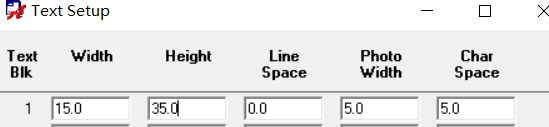 Text Setup
Text Blk Width Height Line Space Photo Width Char Space
1 15.0 35.0 0.0 5.0 5.0